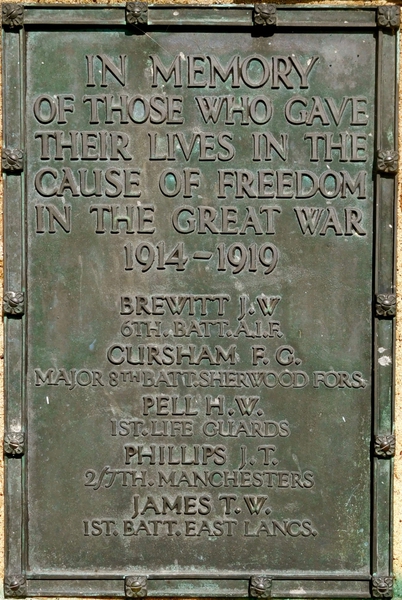 IN MEMORY
OF THOSE WHO GAVE
THEIR LIVES IN THE
CAUSE OF FREEDOM
IN THE GREAT WAR
1914-1919
BREWITT J.W
6TH. BATT. A.I.F.
CURSHAM F.G.
MAJOR 8TH BATT. SHERWOOD FORS.
PELL H.W.
1ST. LIFE GUARDS
PHILLIPS J.T.
2/7TH. MANCHESTERS
JAMES T.W.
1ST. BATT. EAST LANCS.